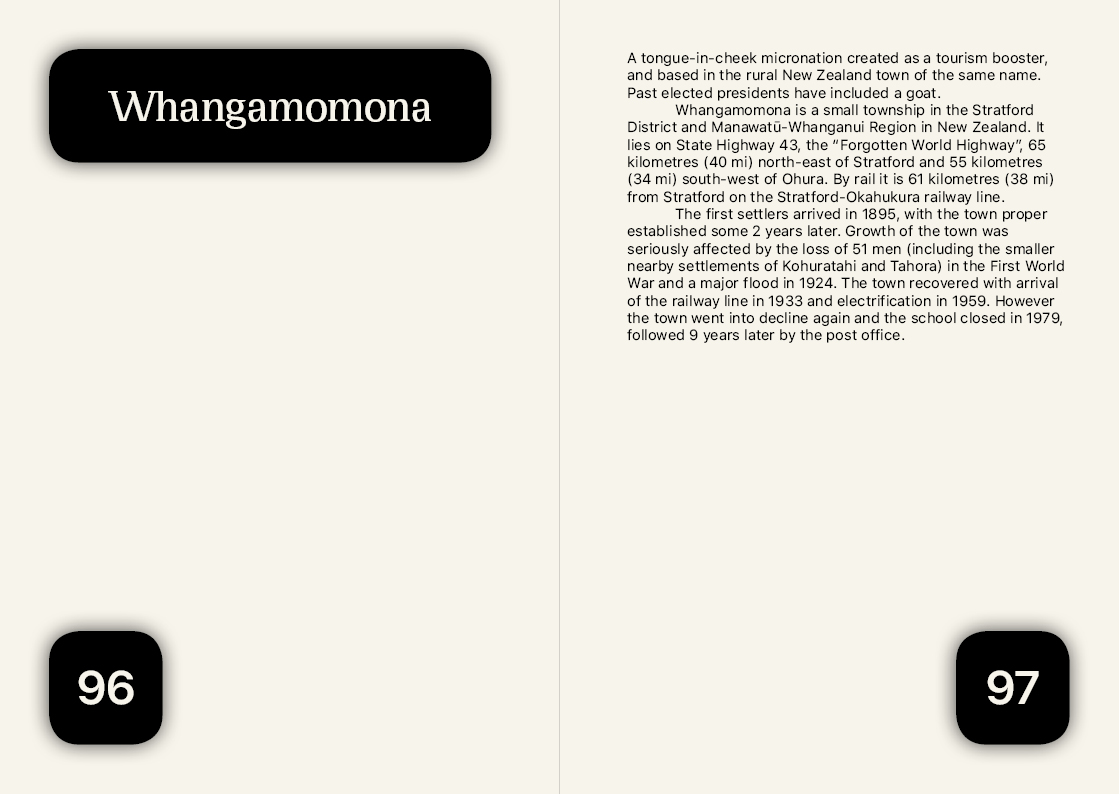 Whangamomona
96
A tongue-in-cheek micronation created as a tourism booster,
and based in the rural New Zealand town of the same name.
Past elected presidents have included a goat.
Whangamomona is a small township in the Stratford
District and Manawatū-Whanganui Region in New Zealand. It
lies on State Highway 43, the “Forgotten World Highway”, 65
kilometres (40 mi) north-east of Stratford and 55 kilometres
(34 mi) south-west of Ohura. By rail it is 61 kilometres (38 mi)
from Stratford on the Stratford-Okahukura railway line.
The first settlers arrived in 1895, with the town proper
established some 2 years later. Growth of the town was
seriously affected by the loss of 51 men (including the smaller
nearby settlements of Kohuratahi and Tahora) in the First World
War and a major flood in 1924. The town recovered with arrival
of the railway line in 1933 and electrification in 1959. However
the town went into decline again and the school closed in 1979,
followed 9 years later by the post office.
97